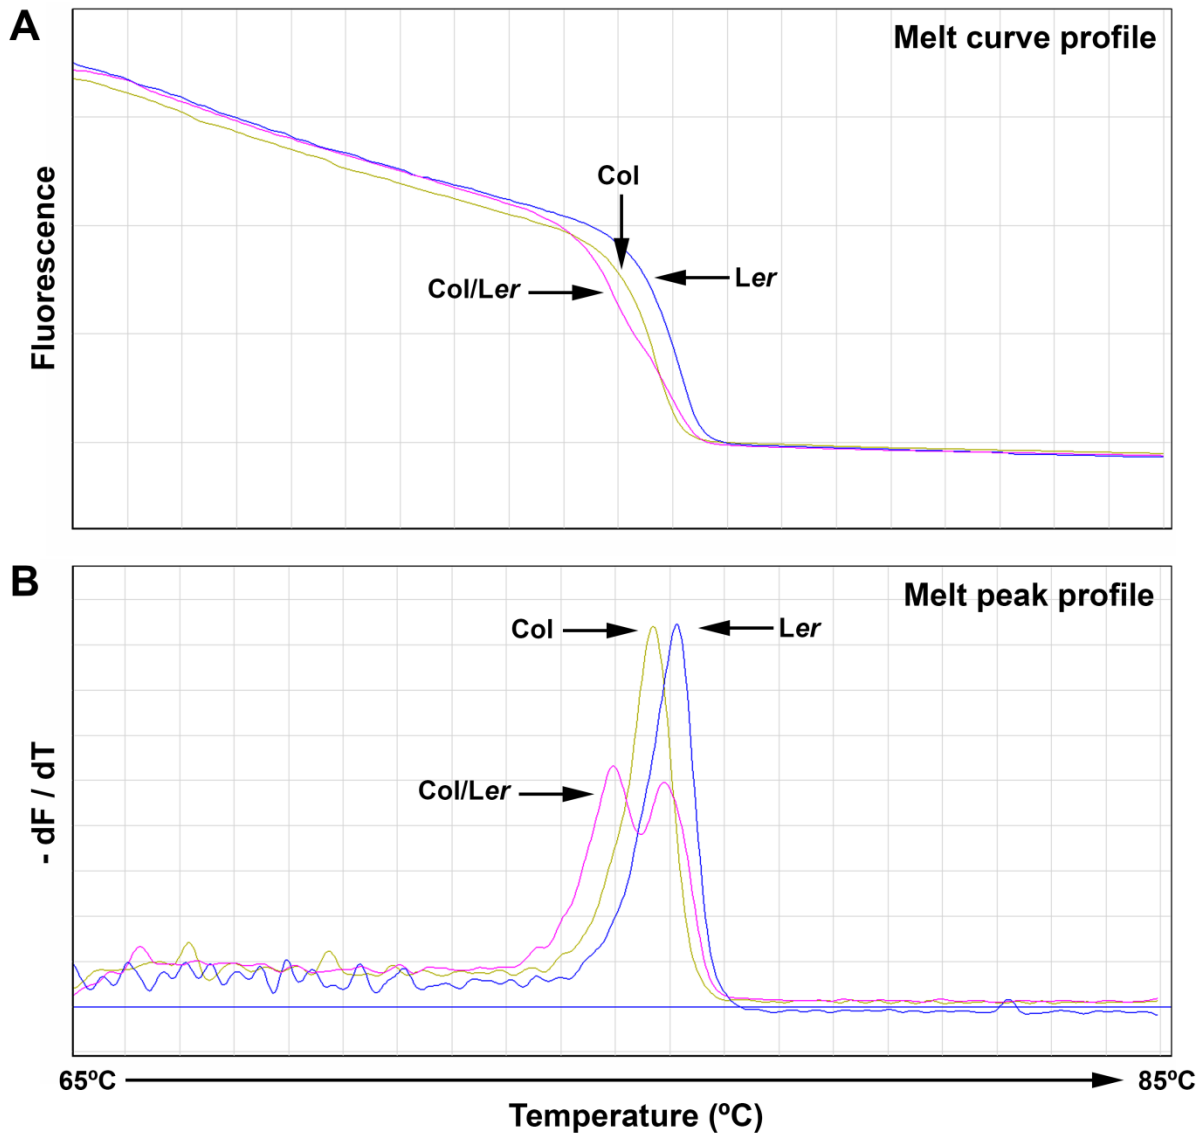 A
Melt curve profile
Fluorescence
Col
Col/Ler
Ler
B
Melt peak profile
- dF / dT
Col
Ler
Col/Ler
65ºC
85ºC
Temperature (ºC)